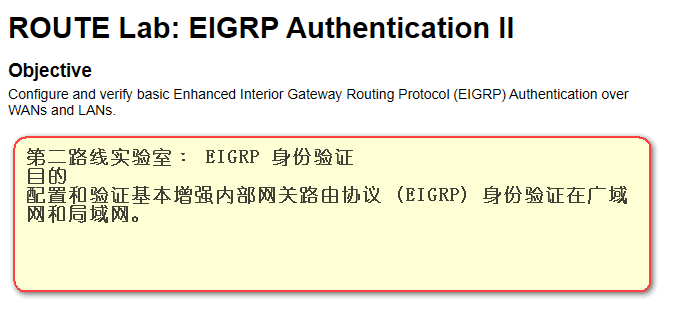 ROUTE Lab: EIGRP Authentication II
Objective
Configure and verify basic Enhanced Interior Gateway Routing Protocol (EIGRP) Authentication over
WANs and LANs.
第二路线实验室： EIGRP 身份验证
目的
配置和验证基本增强内部网关路由协议 (EIGRP) 身份验证在广域
网和局域网。